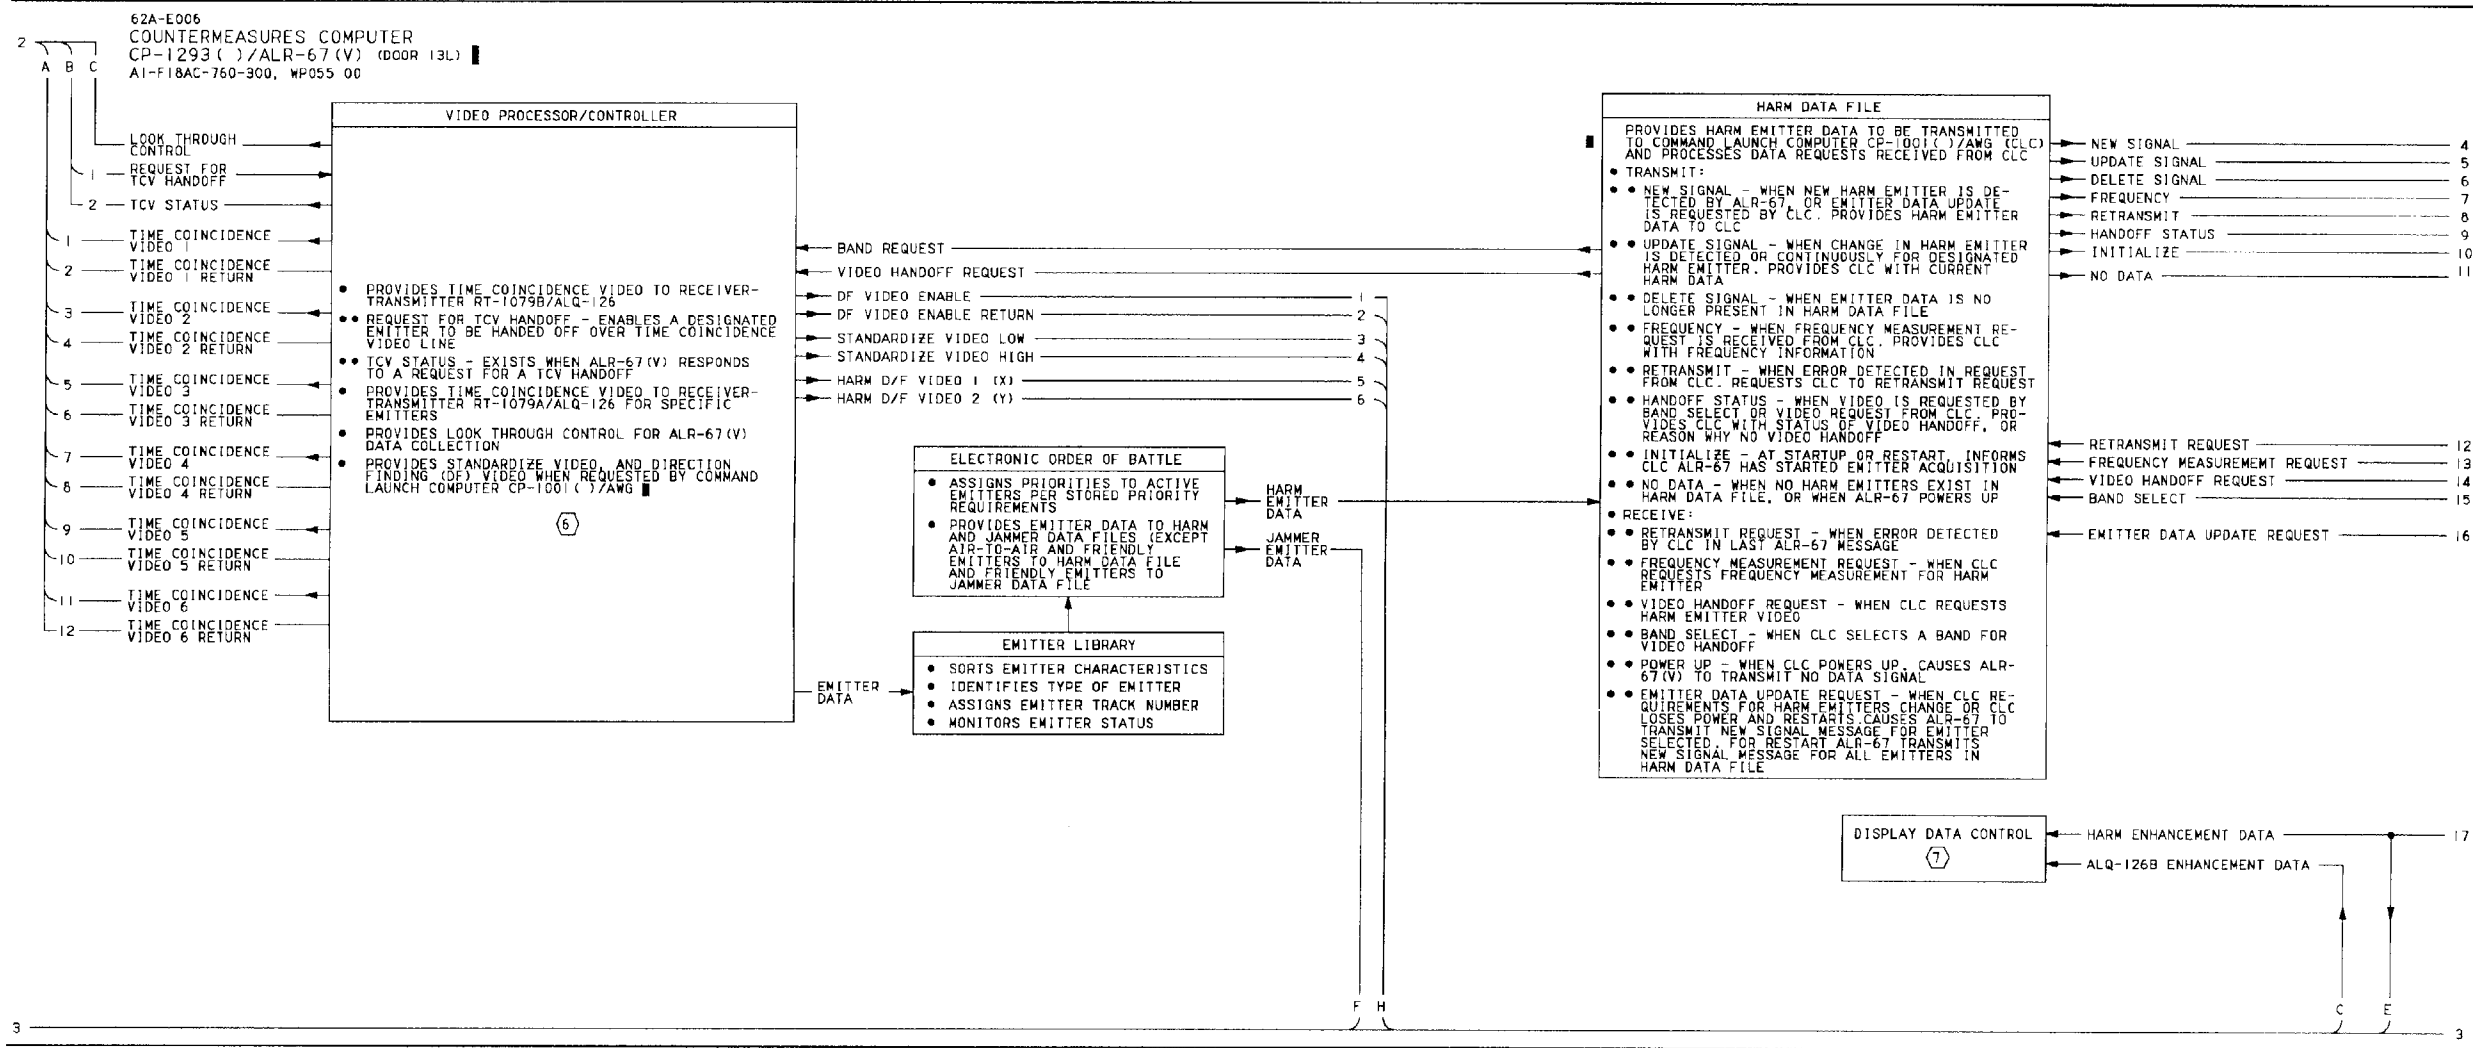 62A-E006
COUNTERMEASURES COMPUTER
CP-1293 ( )/ALR-67(V) (DOOR 13L)
A1-F18AC-760-300, WP055 00
2
A B C
LOOK THROUGH
CONTROL
1 REQUEST FOR
TCV HANDOFF
2 TCV STATUS
1 TIME COINCIDENCE
VIDEO 1
2 TIME COINCIDENCE
VIDEO 1 RETURN
3 TIME COINCIDENCE
VIDEO 2
4 TIME COINCIDENCE
VIDEO 2 RETURN
5 TIME COINCIDENCE
VIDEO 3
6 TIME COINCIDENCE
VIDEO 3 RETURN
7 TIME COINCIDENCE
VIDEO 4
8 TIME COINCIDENCE
VIDEO 4 RETURN
9 TIME COINCIDENCE
VIDEO 5
10 TIME COINCIDENCE
VIDEO 5 RETURN
11 TIME COINCIDENCE
VIDEO 6
12 TIME COINCIDENCE
VIDEO 6 RETURN
VIDEO PROCESSOR/CONTROLLER
• PROVIDES TIME COINCIDENCE VIDEO TO RECEIVER-
TRANSMITTER RT-1079B/ALQ-126
•• REQUEST FOR TCV HANDOFF - ENABLES A DESIGNATED
EMITTER TO BE HANDED OFF OVER TIME COINCIDENCE
VIDEO LINE
•• TCV STATUS - EXISTS WHEN ALR-67(V) RESPONDS
TO A REQUEST FOR A TCV HANDOFF
• PROVIDES TIME COINCIDENCE VIDEO TO RECEIVER-
TRANSMITTER RT-1079A/ALQ-126 FOR SPECIFIC
EMITTERS
• PROVIDES LOOK THROUGH CONTROL FOR ALR-67(V)
DATA COLLECTION
• PROVIDES STANDARDIZE VIDEO, AND DIRECTION
FINDING (DF) VIDEO WHEN REQUESTED BY COMMAND
LAUNCH COMPUTER CP-1001( )/AWG
6
BAND REQUEST
VIDEO HANDOFF REQUEST
DF VIDEO ENABLE 1
DF VIDEO ENABLE RETURN 2
STANDARDIZE VIDEO LOW 3
STANDARDIZE VIDEO HIGH 4
HARM D/F VIDEO 1 (X) 5
HARM D/F VIDEO 2 (Y) 6
ELECTRONIC ORDER OF BATTLE
• ASSIGNS PRIORITIES TO ACTIVE
EMITTERS PER STORED PRIORITY
REQUIREMENTS
• PROVIDES EMITTER DATA TO HARM
AND JAMMER DATA FILES (EXCEPT
AIR-TO-AIR AND FRIENDLY
EMITTERS TO HARM DATA FILE
AND FRIENDLY EMITTERS TO
JAMMER DATA FILE
HARM
EMITTER
DATA
JAMMER
EMITTER
DATA
EMITTER LIBRARY
• SORTS EMITTER CHARACTERISTICS
• IDENTIFIES TYPE OF EMITTER
• ASSIGNS EMITTER TRACK NUMBER
• MONITORS EMITTER STATUS
EMITTER
DATA
HARM DATA FILE
PROVIDES HARM EMITTER DATA TO BE TRANSMITTED
TO COMMAND LAUNCH COMPUTER CP-1001( )/AWG (CLC)
AND PROCESSES DATA REQUESTS RECEIVED FROM CLC
• TRANSMIT:
• • NEW SIGNAL - WHEN NEW HARM EMITTER IS DE-
TECTED BY ALR-67, OR EMITTER DATA UPDATE
IS REQUESTED BY CLC. PROVIDES HARM EMITTER
DATA TO CLC
• • UPDATE SIGNAL - WHEN CHANGE IN HARM EMITTER
IS DETECTED OR CONTINUOUSLY FOR DESIGNATED
HARM EMITTER. PROVIDES CLC WITH CURRENT
HARM DATA
• • DELETE SIGNAL - WHEN EMITTER DATA IS NO
LONGER PRESENT IN HARM DATA FILE
• • FREQUENCY - WHEN FREQUENCY MEASUREMENT RE-
QUEST IS RECEIVED FROM CLC. PROVIDES CLC
WITH FREQUENCY INFORMATION
• • RETRANSMIT - WHEN ERROR DETECTED IN REQUEST
FROM CLC. REQUESTS CLC TO RETRANSMIT REQUEST
• • HANDOFF STATUS - WHEN VIDEO IS REQUESTED BY
BAND SELECT OR VIDEO REQUEST FROM CLC. PRO-
VIDES CLC WITH STATUS OF VIDEO HANDOFF, OR
REASON WHY NO VIDEO HANDOFF
• • INITIALIZE - AT STARTUP OR RESTART, INFORMS
CLC ALR-67 HAS STARTED EMITTER ACQUISITION
• • NO DATA - WHEN NO HARM EMITTERS EXIST IN
HARM DATA FILE, OR WHEN ALR-67 POWERS UP
• RECEIVE:
• • RETRANSMIT REQUEST - WHEN ERROR DETECTED
BY CLC IN LAST ALR-67 MESSAGE
• • FREQUENCY MEASUREMENT REQUEST - WHEN CLC
REQUESTS FREQUENCY MEASUREMENT FOR HARM
EMITTER
• • VIDEO HANDOFF REQUEST - WHEN CLC REQUESTS
HARM EMITTER VIDEO
• • BAND SELECT - WHEN CLC SELECTS A BAND FOR
VIDEO HANDOFF
• • POWER UP - WHEN CLC POWERS UP, CAUSES ALR-
67(V) TO TRANSMIT NO DATA SIGNAL
• • EMITTER DATA UPDATE REQUEST - WHEN CLC RE-
QUIREMENTS FOR HARM EMITTERS CHANGE OR CLC
LOSES POWER AND RESTARTS.CAUSES ALR-67 TO
TRANSMIT NEW SIGNAL MESSAGE FOR EMITTER
SELECTED. FOR RESTART ALR-67 TRANSMITS
NEW SIGNAL MESSAGE FOR ALL EMITTERS IN
HARM DATA FILE
NEW SIGNAL 4
UPDATE SIGNAL 5
DELETE SIGNAL 6
FREQUENCY 7
RETRANSMIT 8
HANDOFF STATUS 9
INITIALIZE 10
NO DATA 11
RETRANSMIT REQUEST 12
FREQUENCY MEASUREMEMT REQUEST 13
VIDEO HANDOFF REQUEST 14
BAND SELECT 15
EMITTER DATA UPDATE REQUEST 16
DISPLAY DATA CONTROL
7
HARM ENHANCEMENT DATA 17
ALQ-126B ENHANCEMENT DATA
F H
C E
3 3